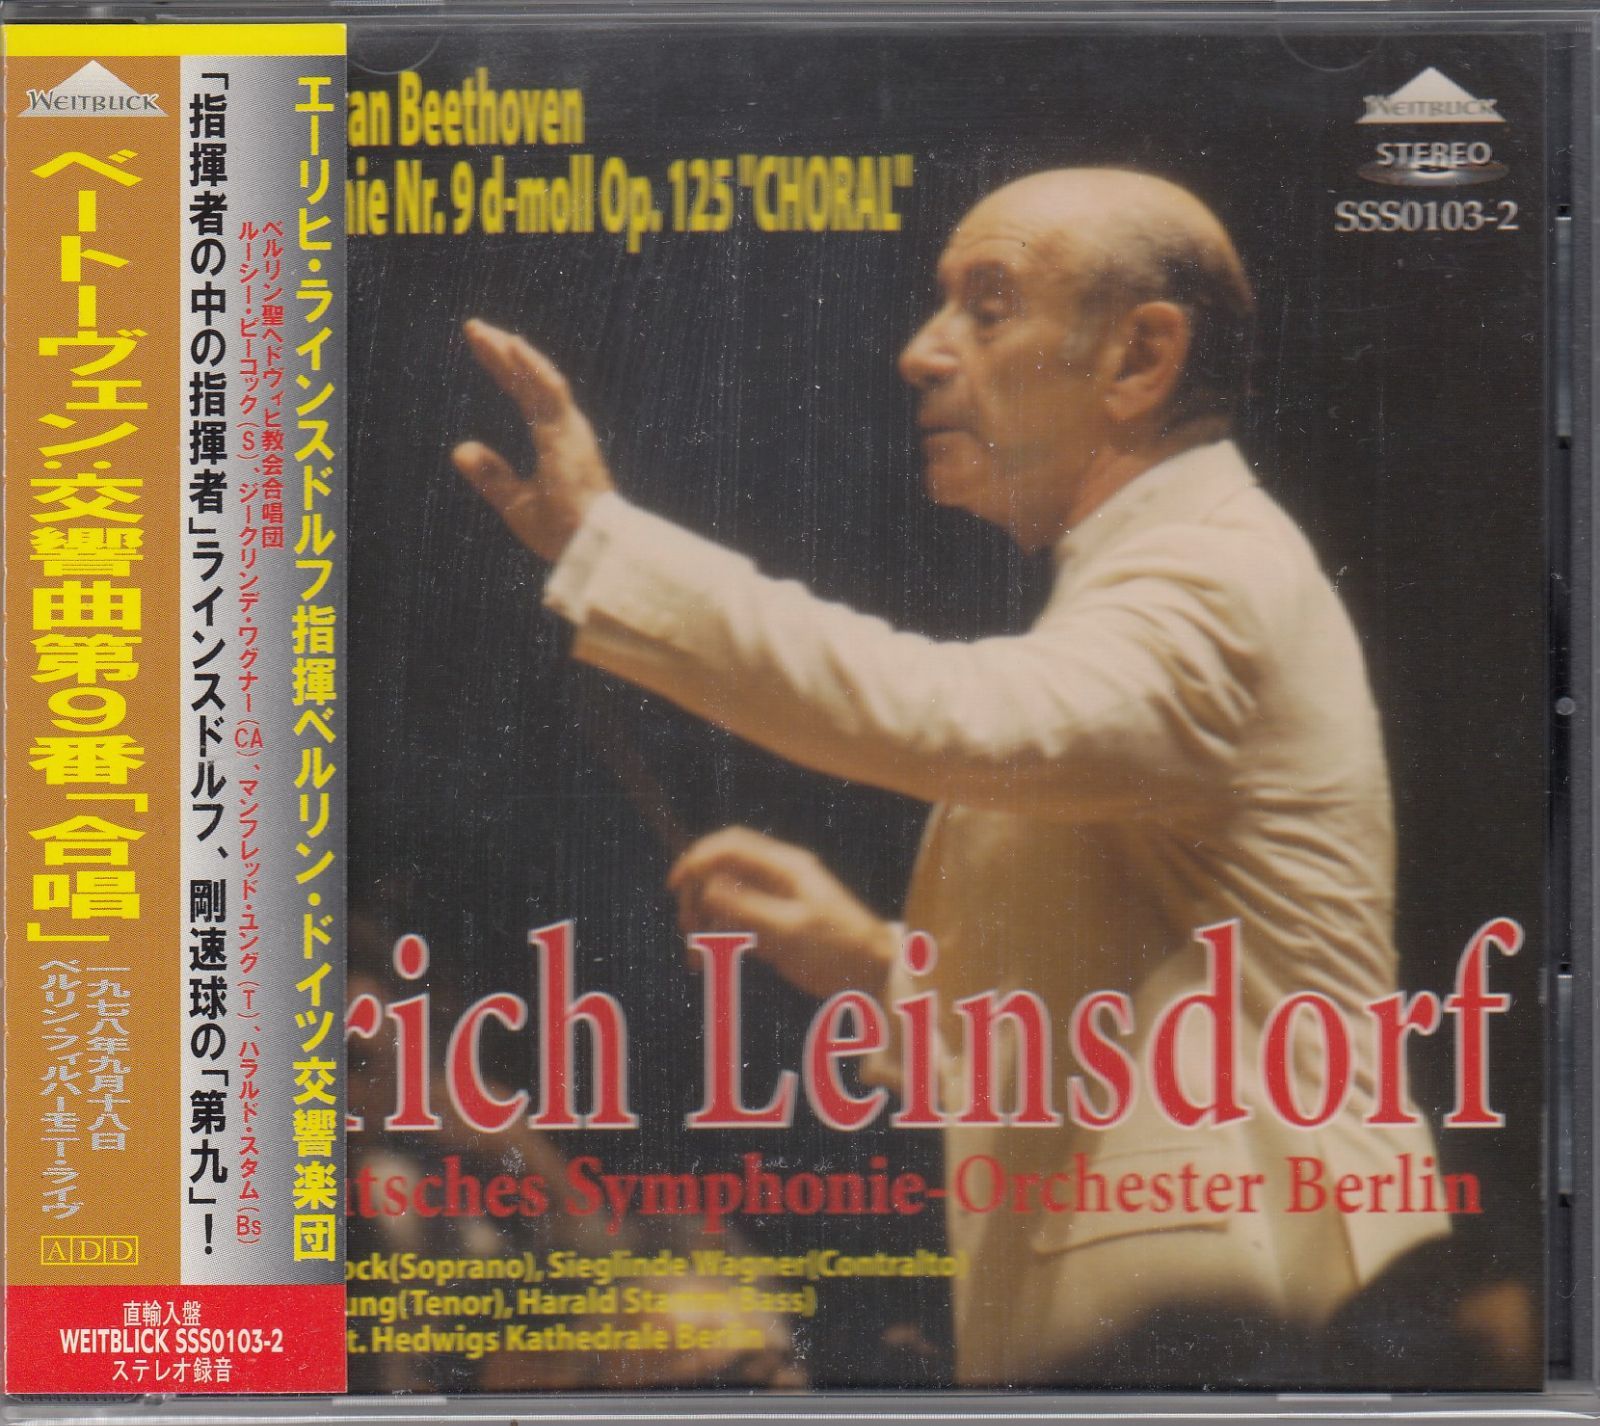 WEITBLICK
ベートーヴェン:交響曲第9番「合唱」
一九七八年九月十八日
ベルリン・フィルハーモニー・ライヴ
ADD
「指揮者の中の指揮者」ラインスドルフ、剛速球の「第九」!
エーリヒ・ラインスドルフ指揮ベルリン・ドイツ交響楽団
ベルリン聖ヘドヴィヒ教会合唱団
ルーシー・ピーコック(S)、ジークリンデ・ワグナー(CA)、マンフレッド・ユング(T)、ハラルド・スタム(Bs)
直輸入盤
WEITBLICK SSS0103-2
ステレオ録音
an Beethoven
nie Nr. 9 d-moll Op. 125 "CHORAL"
WEITBLICK
STEREO
SSS0103-2
rich Leinsdorf
utsches Symphonie-Orchester Berlin
ock(Soprano), Sieglinde Wagner(Contralto)
ung(Tenor), Harald Stamm(Bass)
t. Hedwigs Kathedrale Berlin